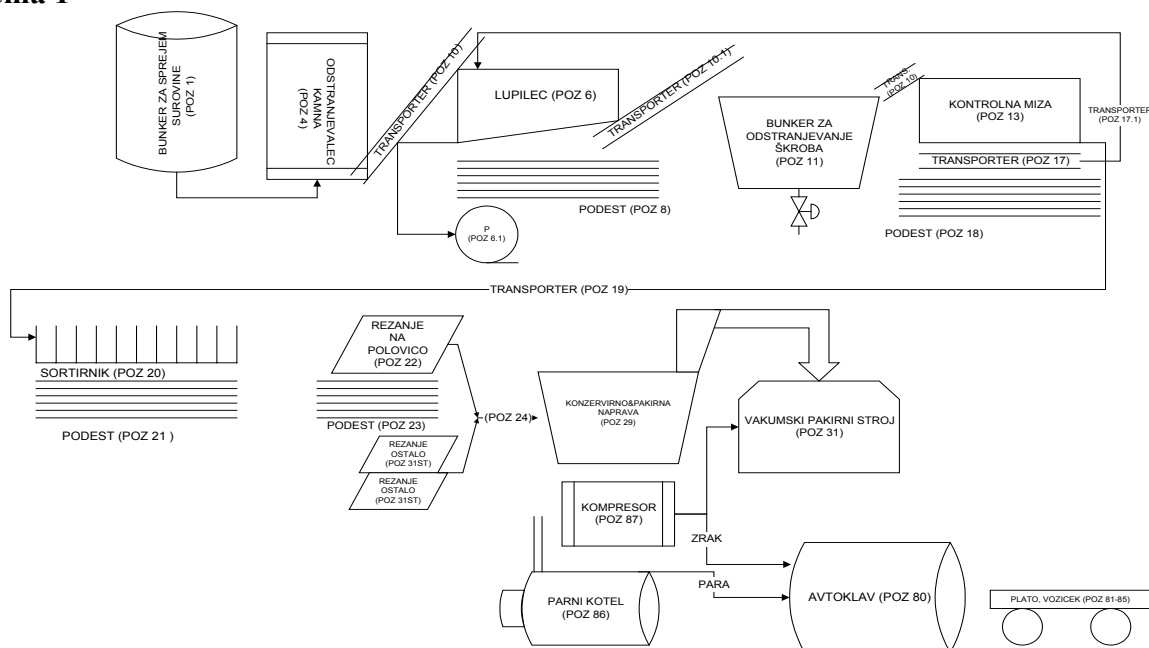 BUNKER ZA SPREJEM
SUROVINE
(POZ 1)
ODSTRANJEVALEC
KAMNA
(POZ 4)
TRANSPORTER (POZ 10)
LUPILEC (POZ 6)
TRANSPORTER (POZ 10.1)
PODEST (POZ 8)
P
(POZ 6.1)
BUNKER ZA
ODSTRANJEVANJE
ŠKROBA
(POZ 11)
TRANS
(POZ 10)
KONTROLNA MIZA
(POZ 13)
TRANSPORTER
(POZ 17.1)
TRANSPORTER (POZ 17)
PODEST (POZ 18)
TRANSPORTER (POZ 19)
SORTIRNIK (POZ 20)
PODEST (POZ 21 )
REZANJE
NA
POLOVICO
(POZ 22)
PODEST (POZ 23)
(POZ 24)
REZANJE
OSTALO
(POZ 31ST)
REZANJE
OSTALO
(POZ 31ST)
KONZERVIRNO&PAKIRNA
NAPRAVA
(POZ 29)
VAKUMSKI PAKIRNI STROJ
(POZ 31)
KOMPRESOR
(POZ 87)
ZRAK
PARA
PARNI KOTEL
(POZ 86)
AVTOKLAV (POZ 80)
PLATO, VOZICEK (POZ 81-85)